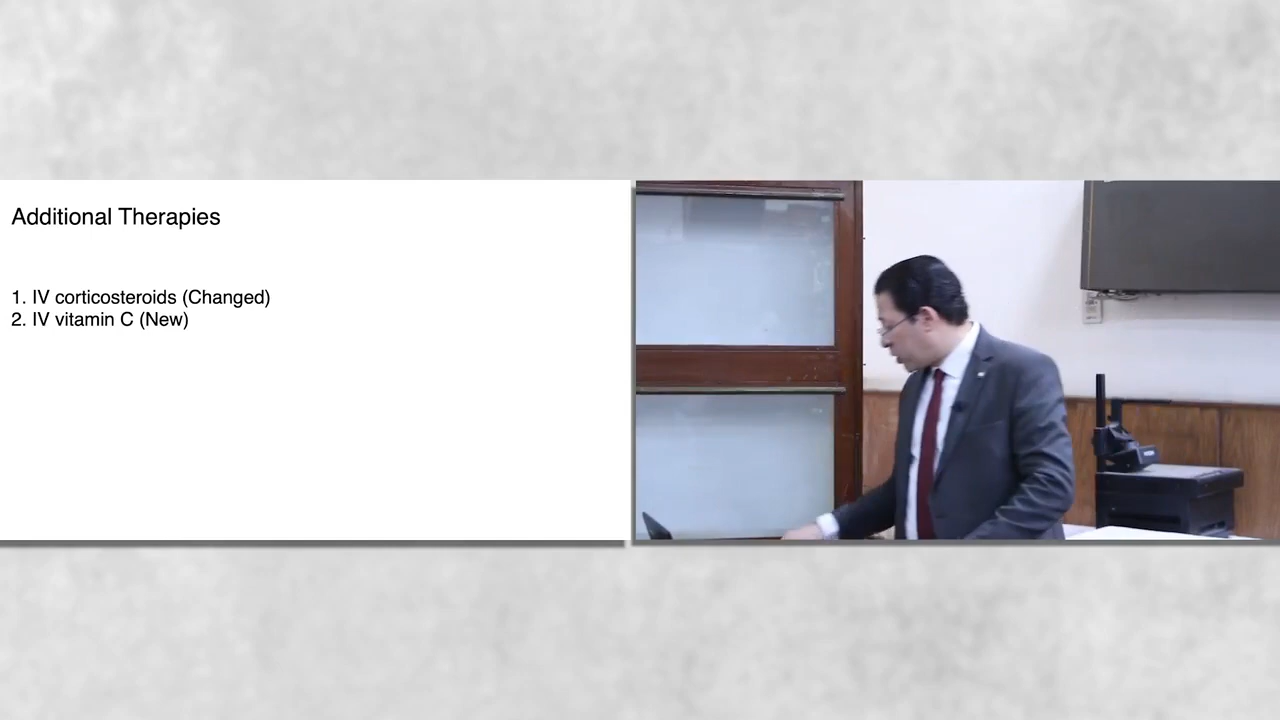 Additional Therapies
1. IV corticosteroids (Changed)
2. IV vitamin C (New)